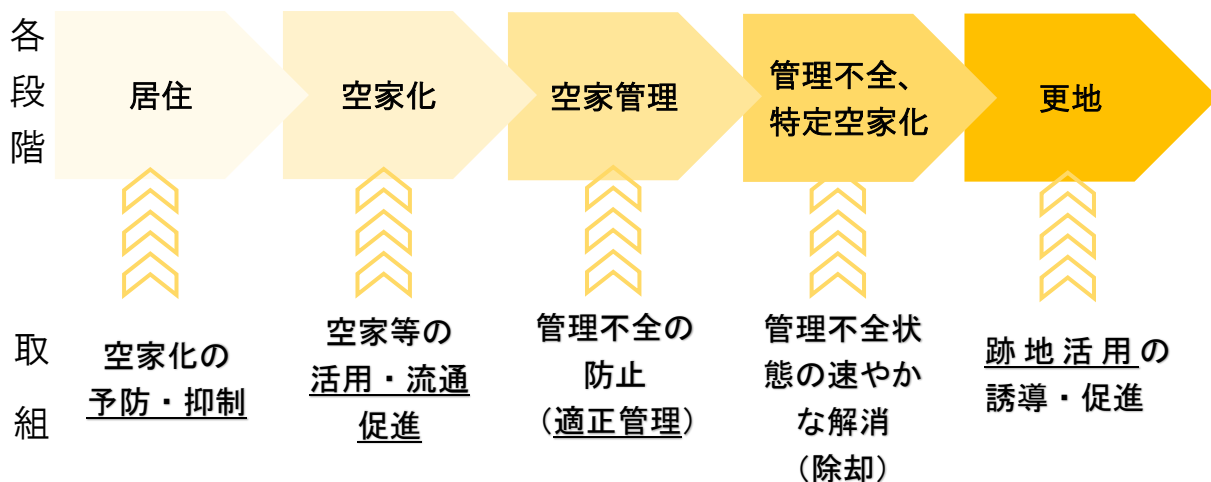 各段階
居住
空家化
空家管理
管理不全、
特定空家化
更地
取組
空家化の
予防・抑制
空家等の
活用・流通
促進
管理不全の
防止
（適正管理）
管理不全状
態の速やか
な解消
（除却）
跡地活用の
誘導・促進